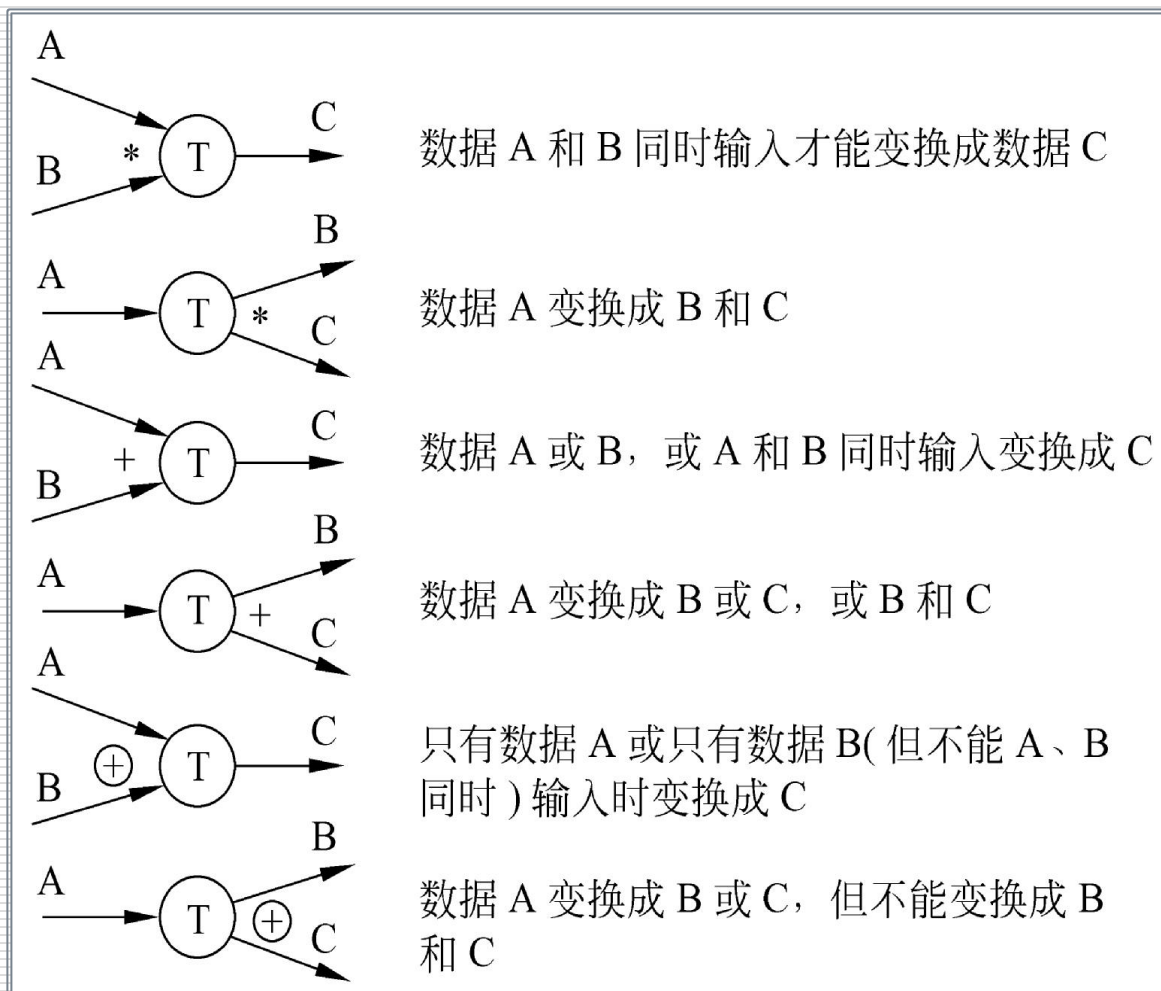 A
C
* T
B
数据 A 和 B 同时输入才能变换成数据 C
B
A
T *
C
数据 A 变换成 B 和 C
A
C
+ T
B
数据 A 或 B，或 A 和 B 同时输入变换成 C
B
A
T +
C
数据 A 变换成 B 或 C，或 B 和 C
A
C
⊕ T
B
只有数据 A 或只有数据 B( 但不能 A、B
同时 ) 输入时变换成 C
B
A
T ⊕
C
数据 A 变换成 B 或 C，但不能变换成 B
和 C